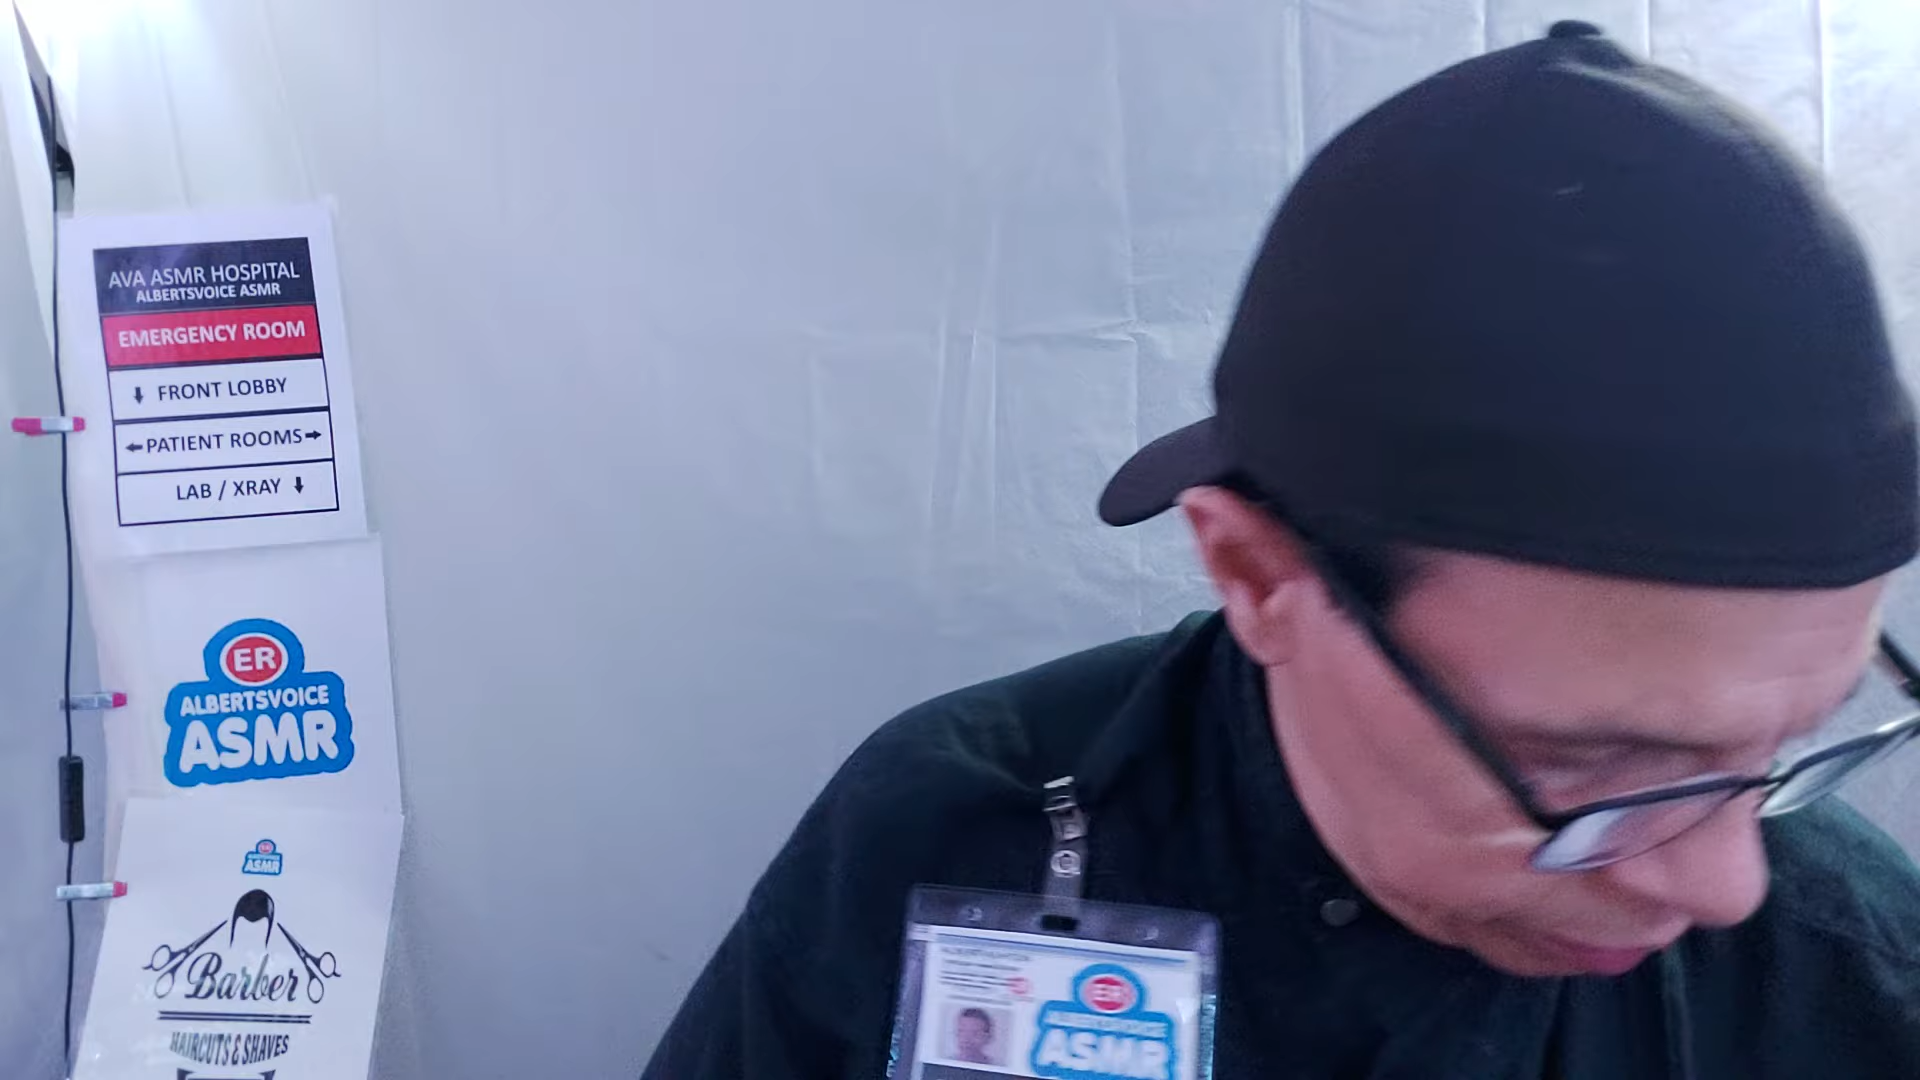 AVA ASMR HOSPITAL
ALBERTSVOICE ASMR
EMERGENCY ROOM
⬇ FRONT LOBBY
⬅PATIENT ROOMS➡
LAB / XRAY ⬇
ER
ALBERTSVOICE
ASMR
ASMR
Barber
HAIRCUTS & SHAVES
ER
ALBERTSVOICE
ASMR